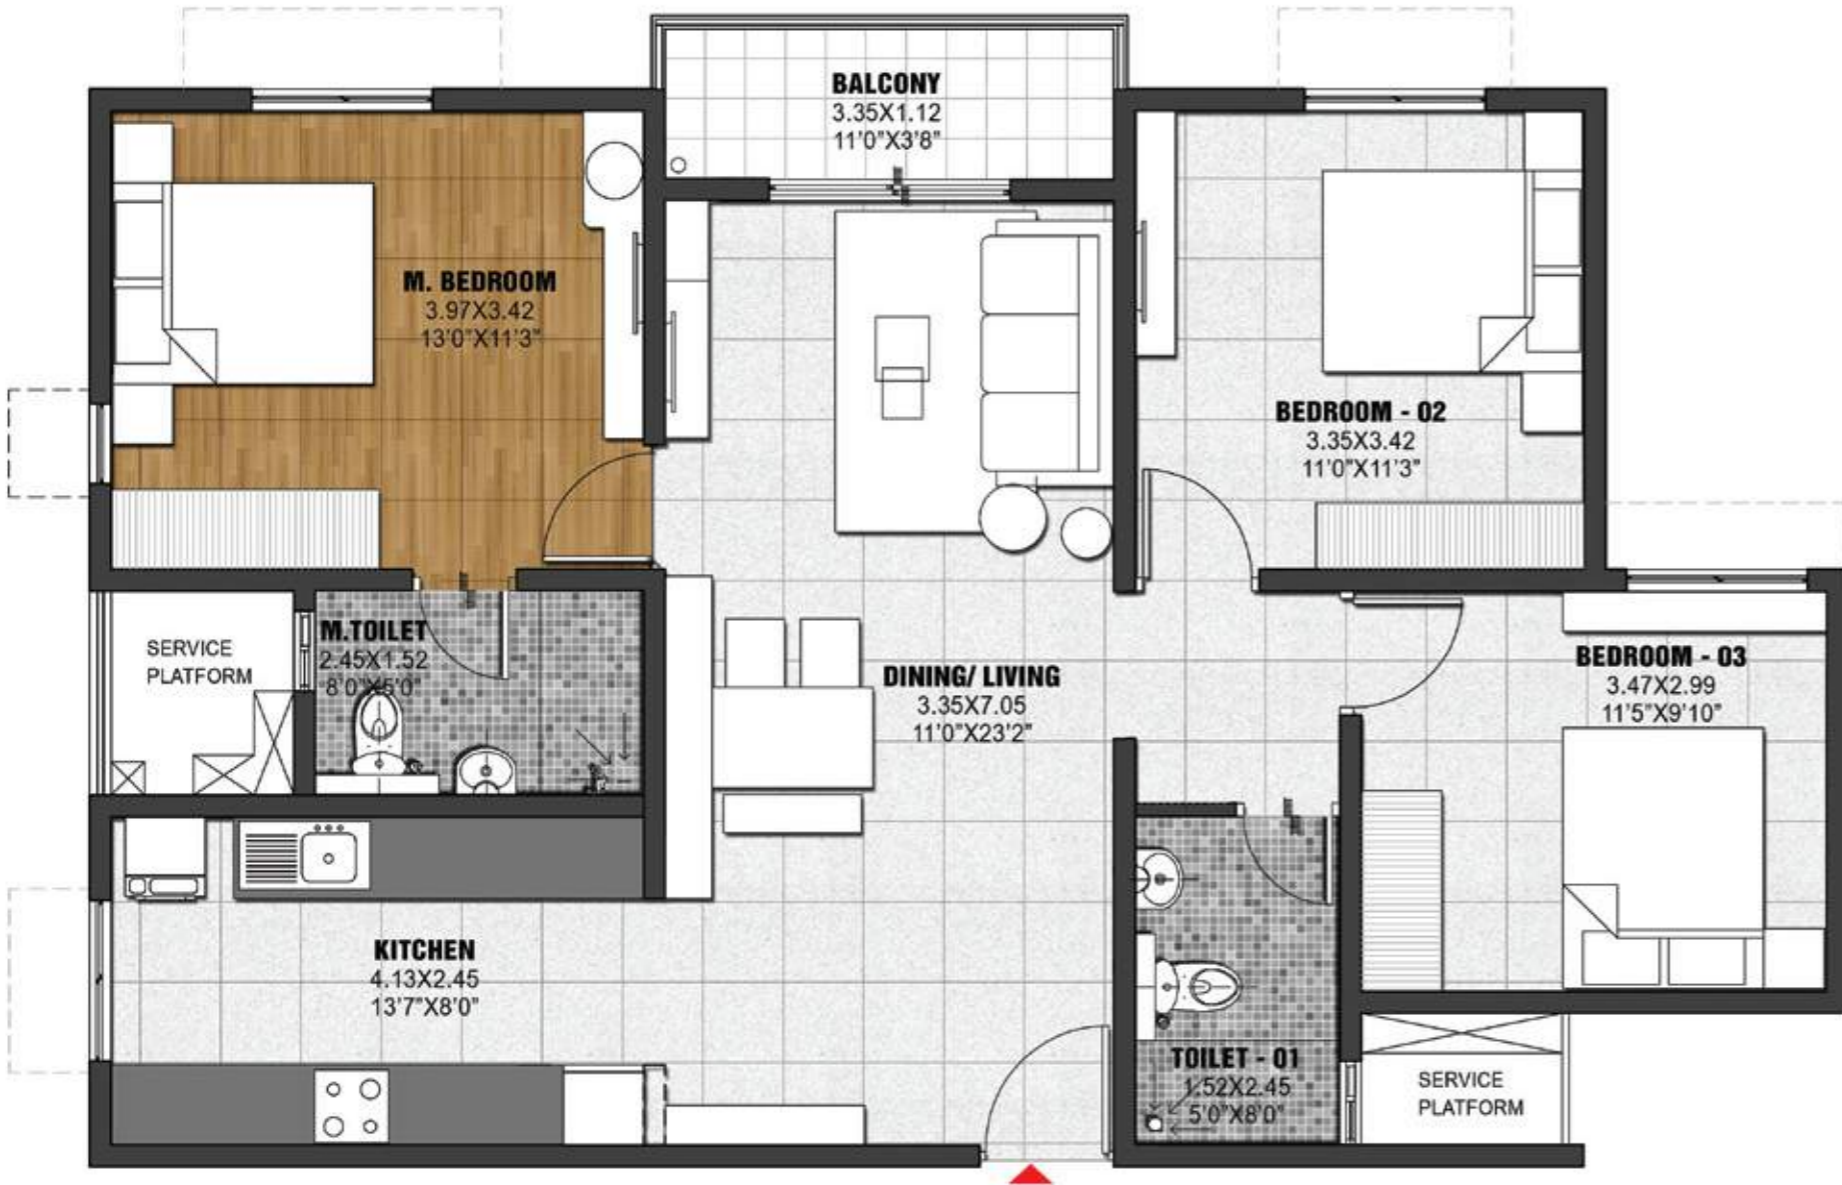 BALCONY
3.35X1.12
11'0"X3'8"
M. BEDROOM
3.97X3.42
13'0"X11'3"
BEDROOM - 02
3.35X3.42
11'0"X11'3"
SERVICE
PLATFORM
M.TOILET
2.45X1.52
8'0"X5'0"
DINING/ LIVING
3.35X7.05
11'0"X23'2"
BEDROOM - 03
3.47X2.99
11'5"X9'10"
KITCHEN
4.13X2.45
13'7"X8'0"
TOILET - 01
1.52X2.45
5'0"X8'0"
SERVICE
PLATFORM